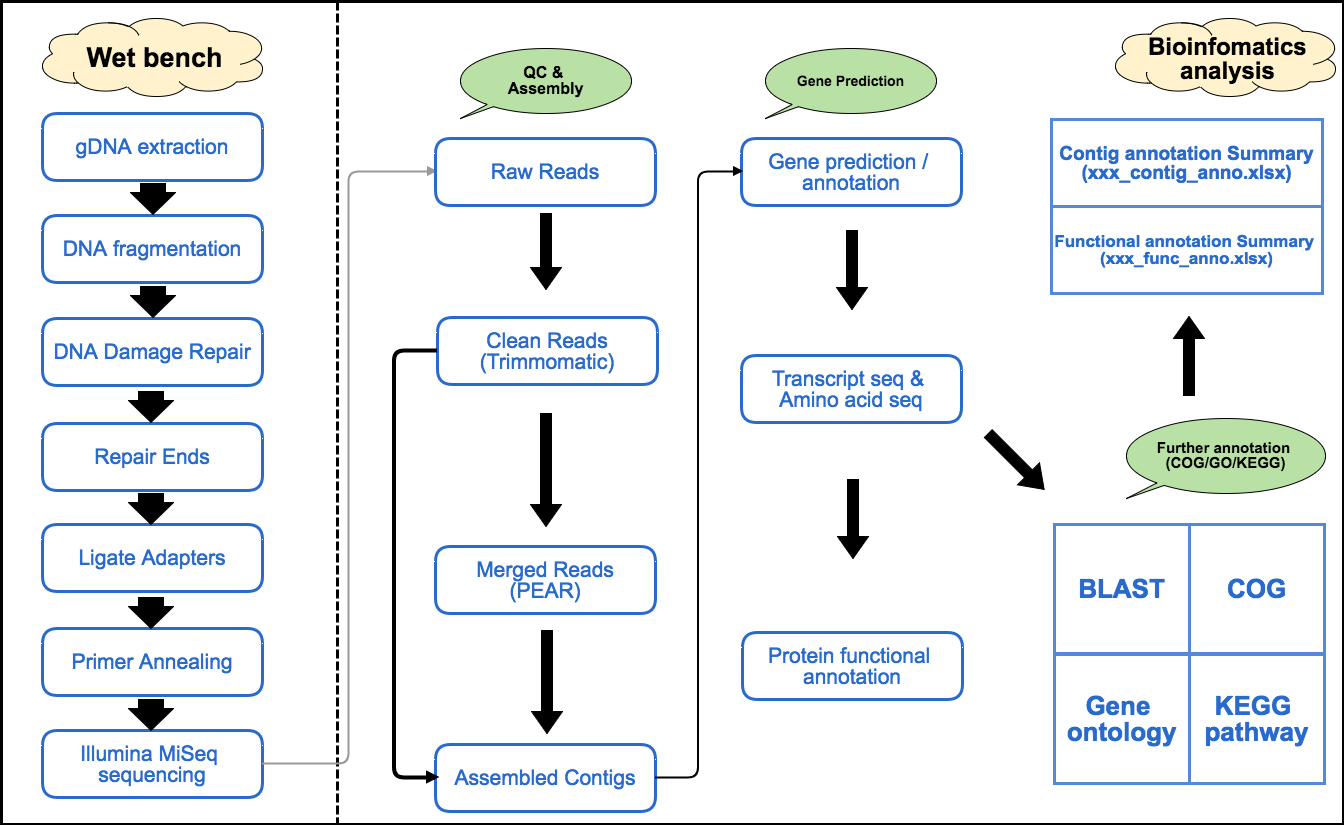 Wet bench
gDNA extraction
DNA fragmentation
DNA Damage Repair
Repair Ends
Ligate Adapters
Primer Annealing
Illumina MiSeq
sequencing
QC &
Assembly
Raw Reads
Clean Reads
(Trimmomatic)
Merged Reads
(PEAR)
Assembled Contigs
Gene Prediction
Gene prediction /
annotation
Transcript seq &
Amino acid seq
Protein functional
annotation
Bioinfomatics
analysis
Contig annotation Summary
(xxx_contig_anno.xlsx)
Functional annotation Summary
(xxx_func_anno.xlsx)
Further annotation
(COG/GO/KEGG)
BLAST
COG
Gene
ontology
KEGG
pathway